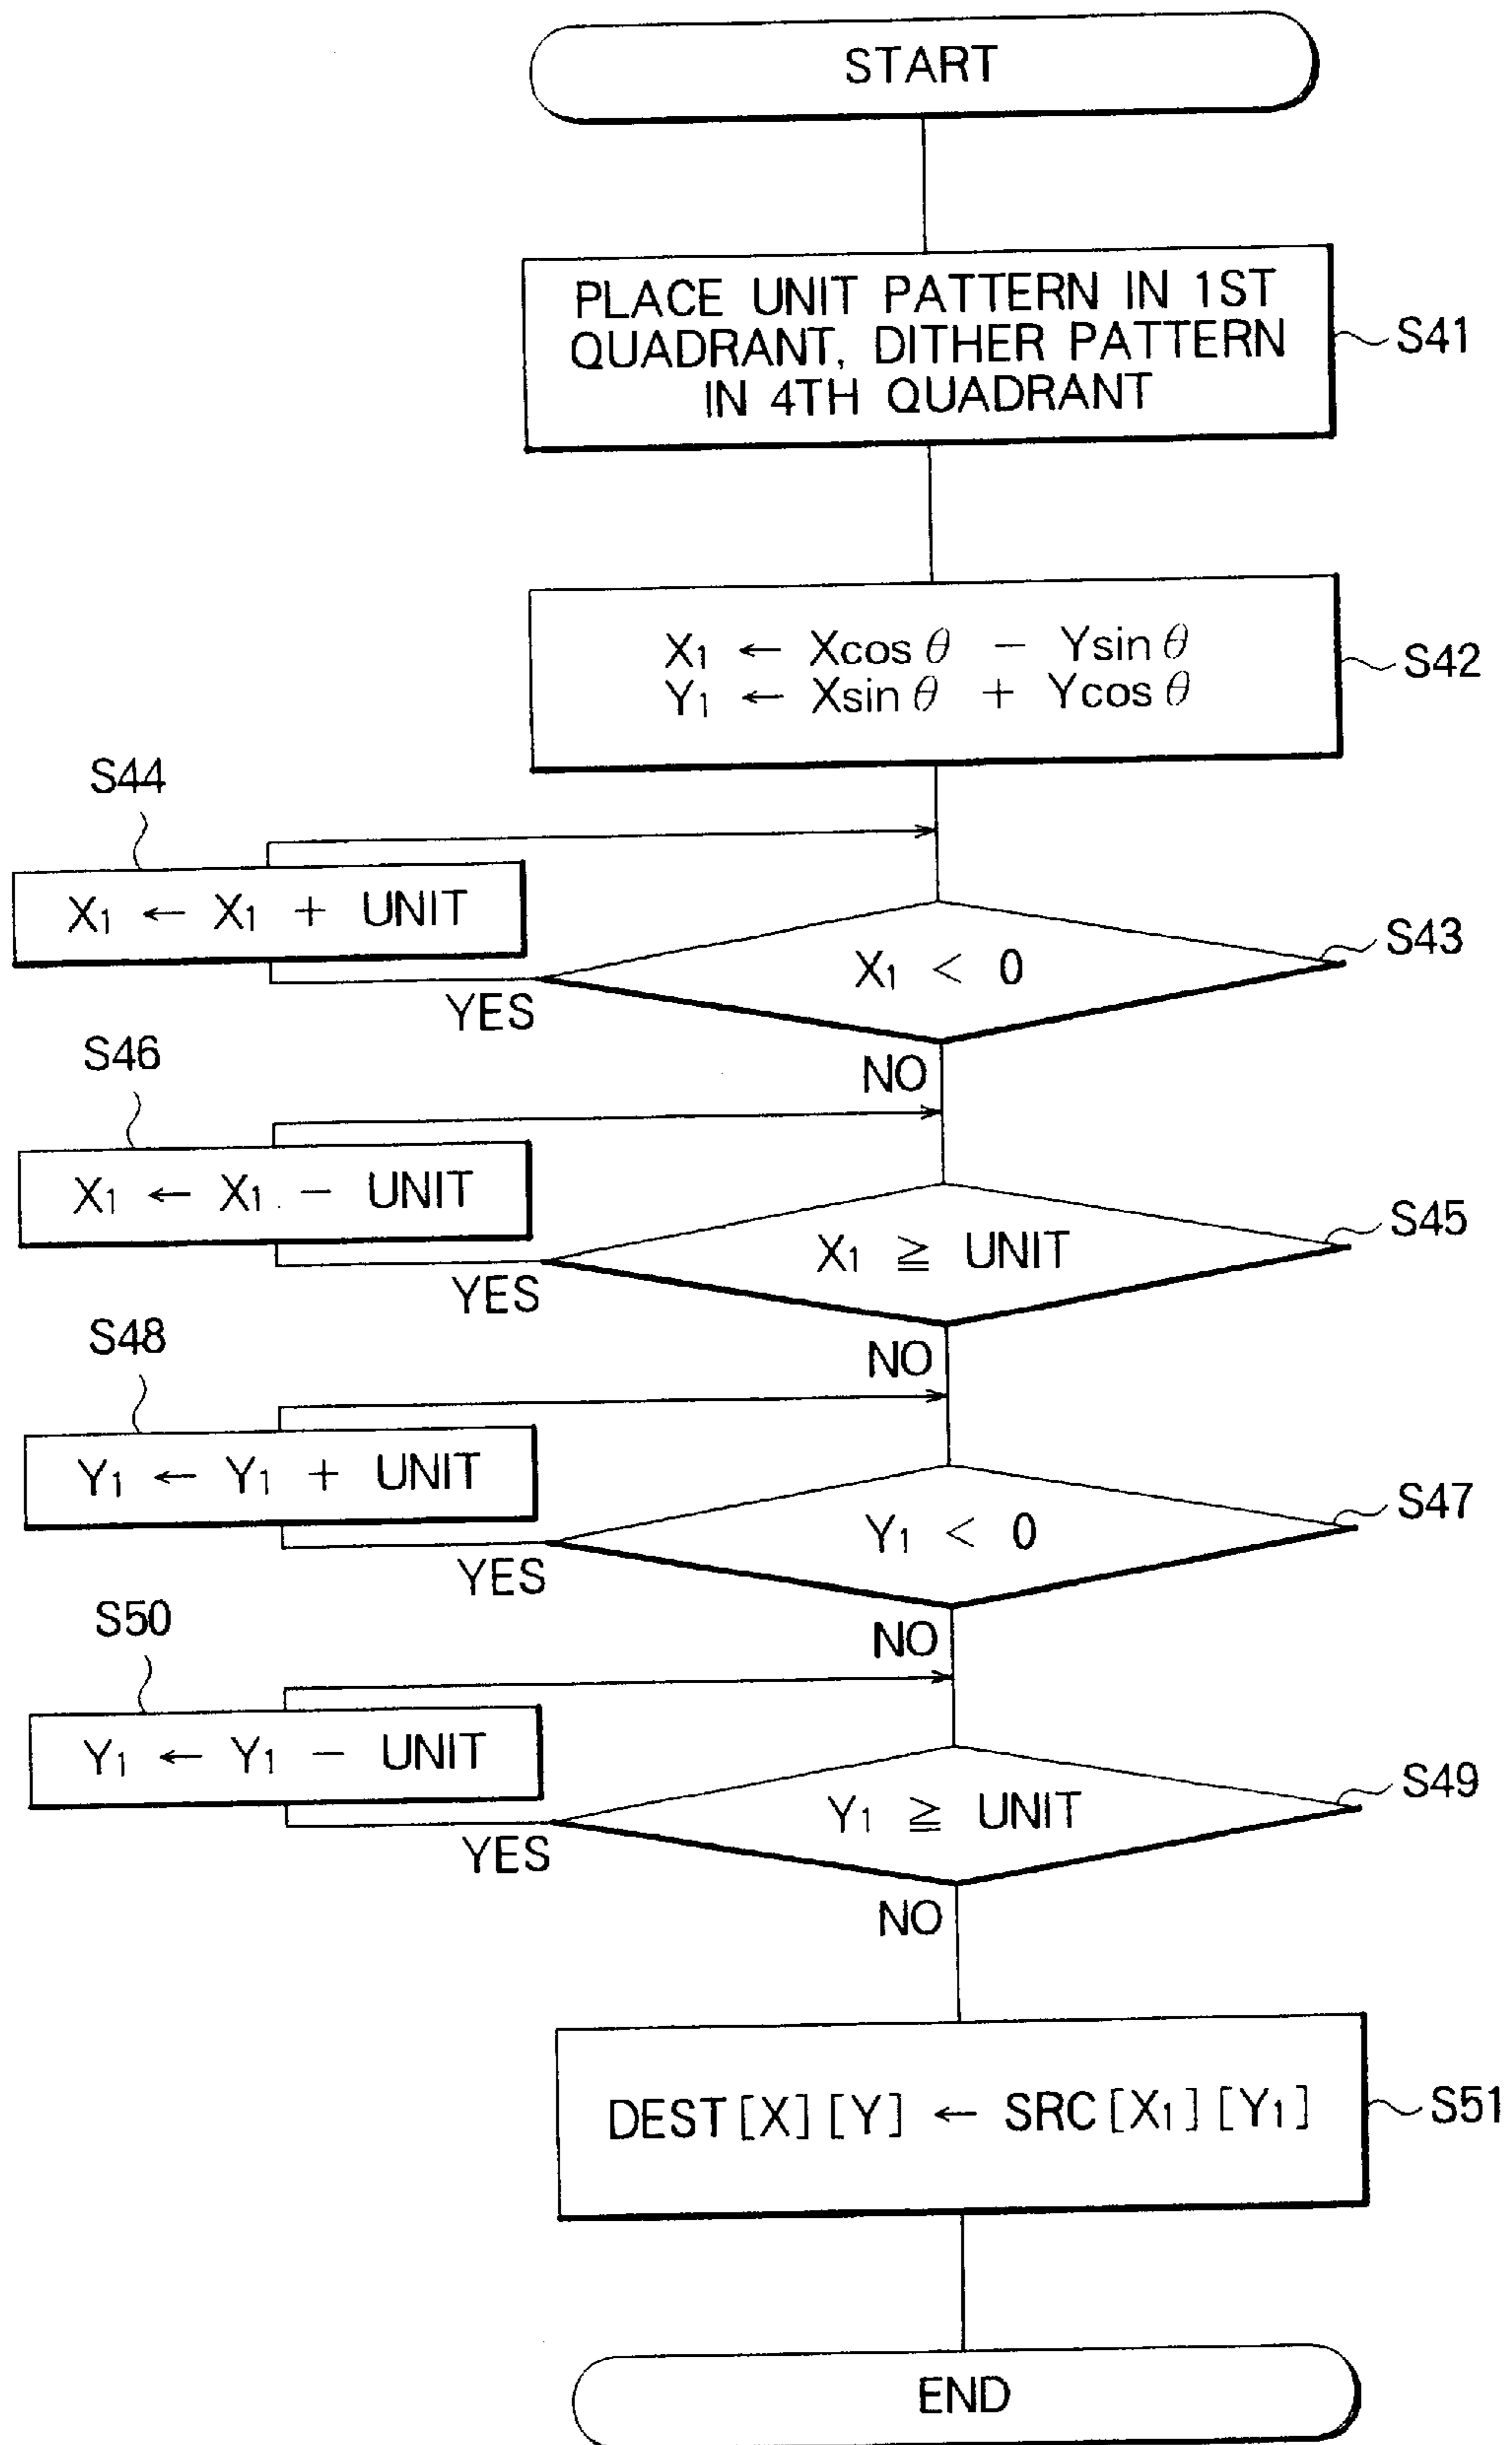 START
PLACE UNIT PATTERN IN 1ST
QUADRANT, DITHER PATTERN
IN 4TH QUADRANT
S41
X₁ ← Xcos θ − Ysin θ
Y₁ ← Xsin θ + Ycos θ
S42
S44
X₁ ← X₁ + UNIT
X₁ < 0
S43
YES
NO
S46
X₁ ← X₁ − UNIT
X₁ ≧ UNIT
S45
YES
NO
S48
Y₁ ← Y₁ + UNIT
Y₁ < 0
S47
YES
NO
S50
Y₁ ← Y₁ − UNIT
Y₁ ≧ UNIT
S49
YES
NO
DEST[X][Y] ← SRC[X₁][Y₁]
S51
END